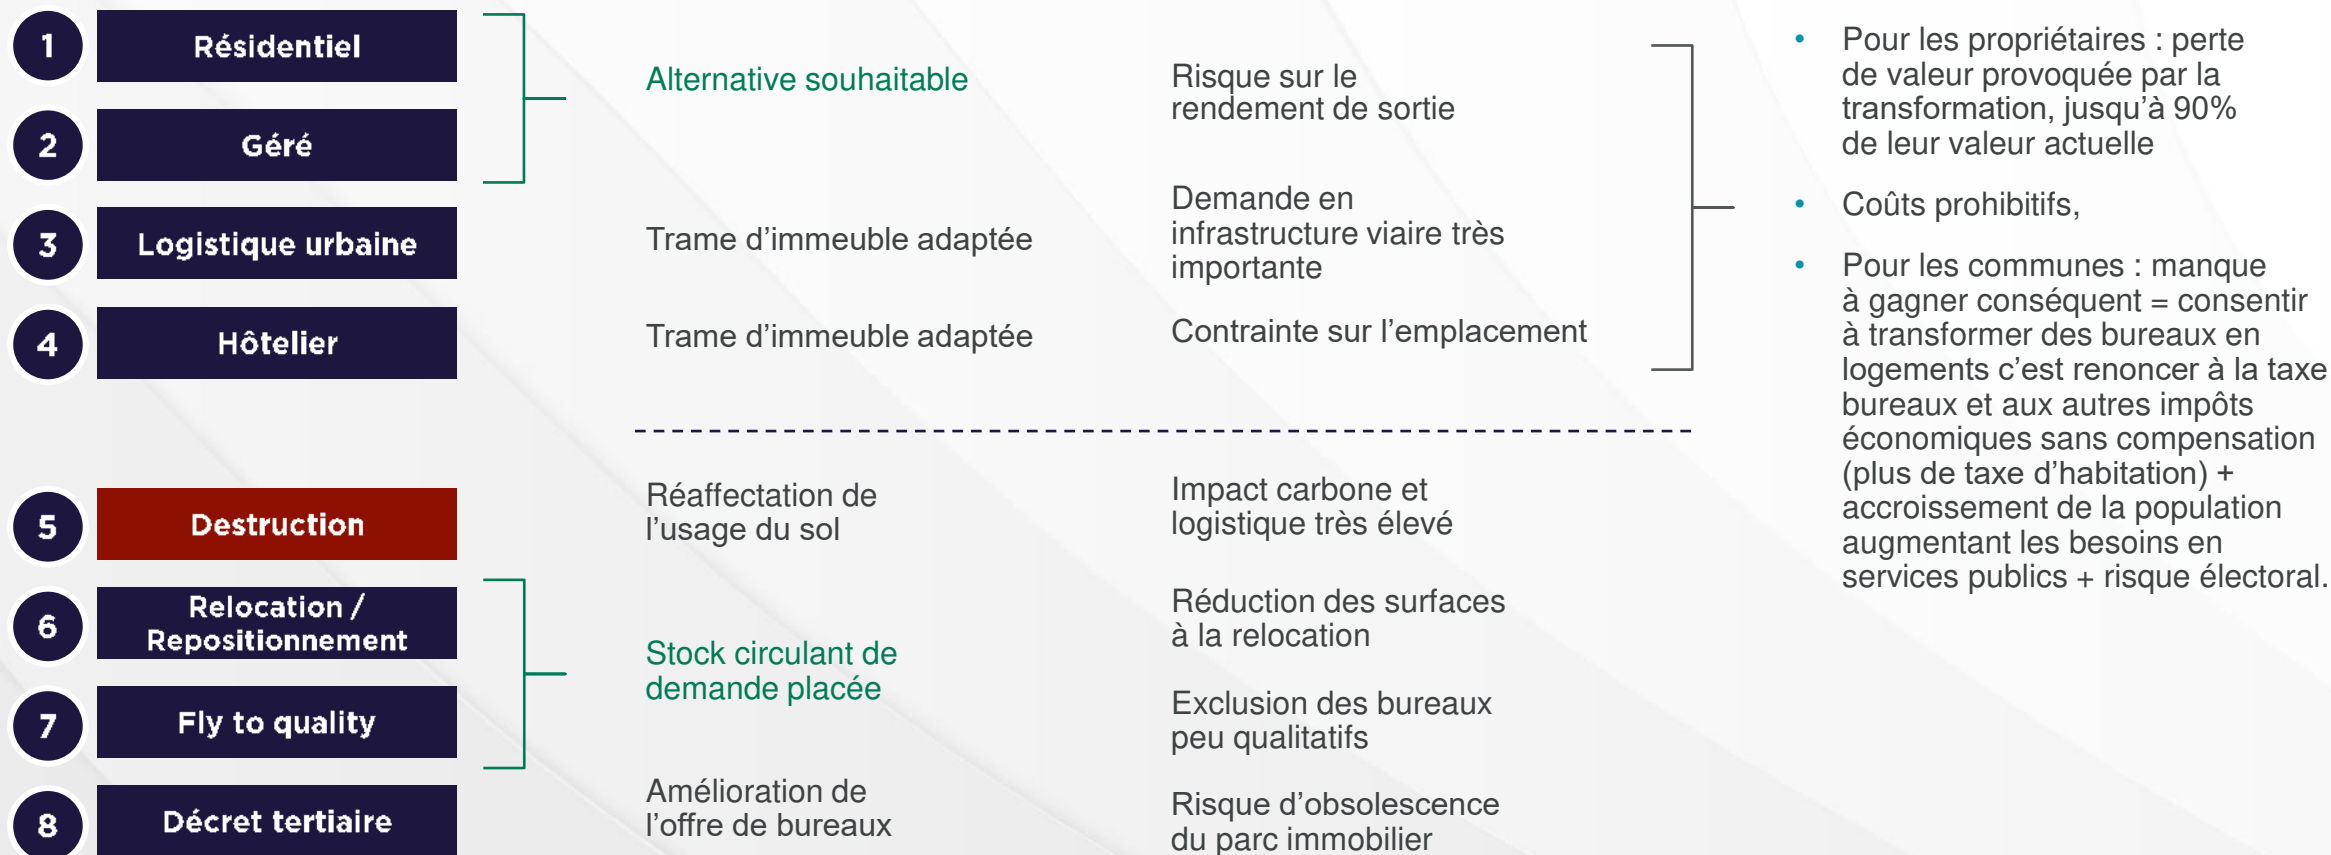 1
Résidentiel
2
Géré
Alternative souhaitable
Risque sur le
rendement de sortie
3
Logistique urbaine
Trame d’immeuble adaptée
Demande en
infrastructure viaire très
importante
4
Hôtelier
Trame d’immeuble adaptée
Contrainte sur l’emplacement
• Pour les propriétaires : perte
de valeur provoquée par la
transformation, jusqu’à 90%
de leur valeur actuelle
• Coûts prohibitifs,
• Pour les communes : manque
à gagner conséquent = consentir
à transformer des bureaux en
logements c’est renoncer à la taxe
bureaux et aux autres impôts
économiques sans compensation
(plus de taxe d’habitation) +
accroissement de la population
augmentant les besoins en
services publics + risque électoral.
5
Destruction
Réaffectation de
l’usage du sol
Impact carbone et
logistique très élevé
6
Relocation /
Repositionnement
Stock circulant de
demande placée
Réduction des surfaces
à la relocation
7
Fly to quality
Exclusion des bureaux
peu qualitatifs
8
Décret tertiaire
Amélioration de
l’offre de bureaux
Risque d’obsolescence
du parc immobilier